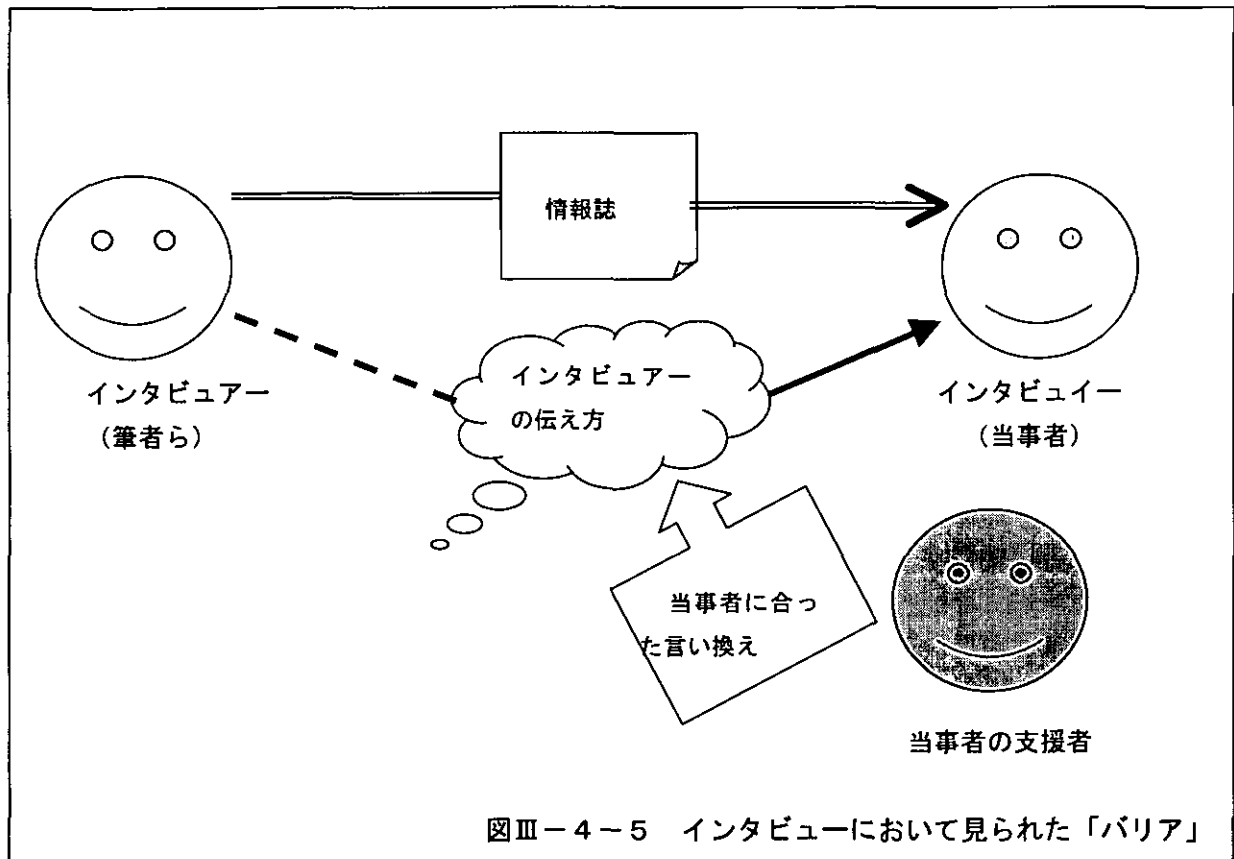 情報誌
インタビュアー
(筆者ら)
インタビュアー
の伝え方
インタビュイー
(当事者)
当事者に合っ
た言い換え
当事者の支援者
図Ⅲ-4-5 インタビューにおいて見られた「バリア」